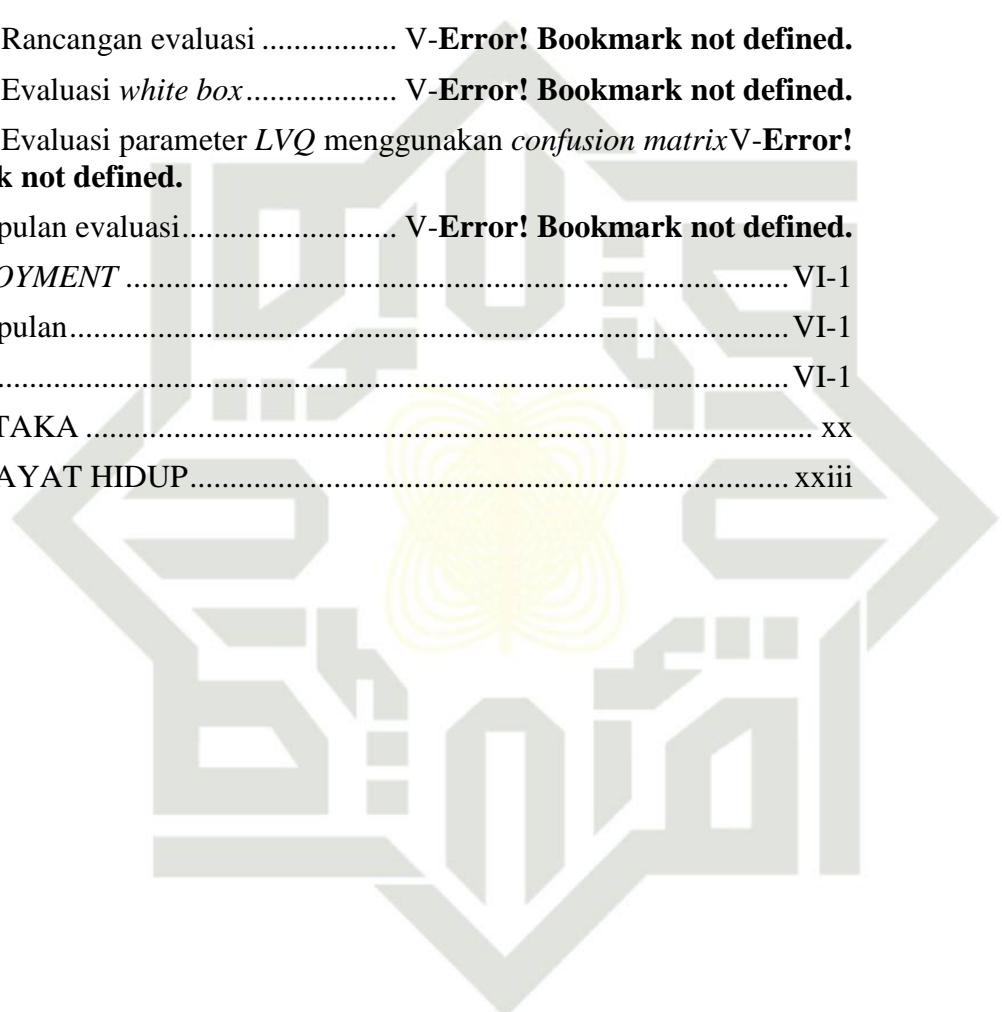 Rancangan evaluasi ................. V-Error! Bookmark not defined.
Evaluasi white box ................... V-Error! Bookmark not defined.
Evaluasi parameter LVQ menggunakan confusion matrixV-Error!
k not defined.
pulan evaluasi........................... V-Error! Bookmark not defined.
OYMENT ................................................................................... VI-1
pulan.......................................................................................... VI-1
................................................................................................... VI-1
TAKA ........................................................................................... xx
AYAT HIDUP........................................................................... xxiii